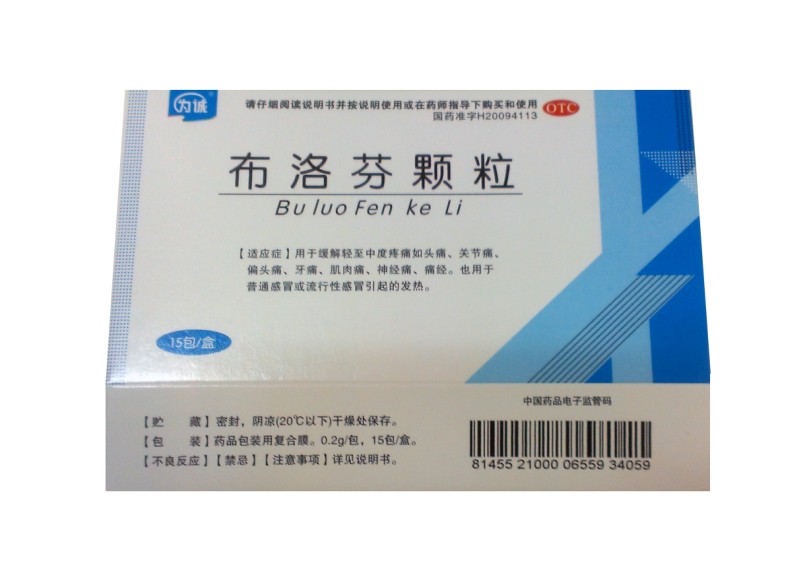 为诚
请仔细阅读说明书并按说明使用或在药师指导下购买和使用
OTC
国药准字H20094113
布洛芬颗粒
Bu luo Fen ke Li
【适应症】用于缓解轻至中度疼痛如头痛、关节痛、
偏头痛、牙痛、肌肉痛、神经痛、痛经。也用于
普通感冒或流行性感冒引起的发热。
15包/盒
中国药品电子监管码
【贮 藏】密封，阴凉(20℃以下)干燥处保存。
【包 装】药品包装用复合膜。0.2g/包，15包/盒。
【不良反应】【禁忌】【注意事项】详见说明书。
81455 21000 06559 34059